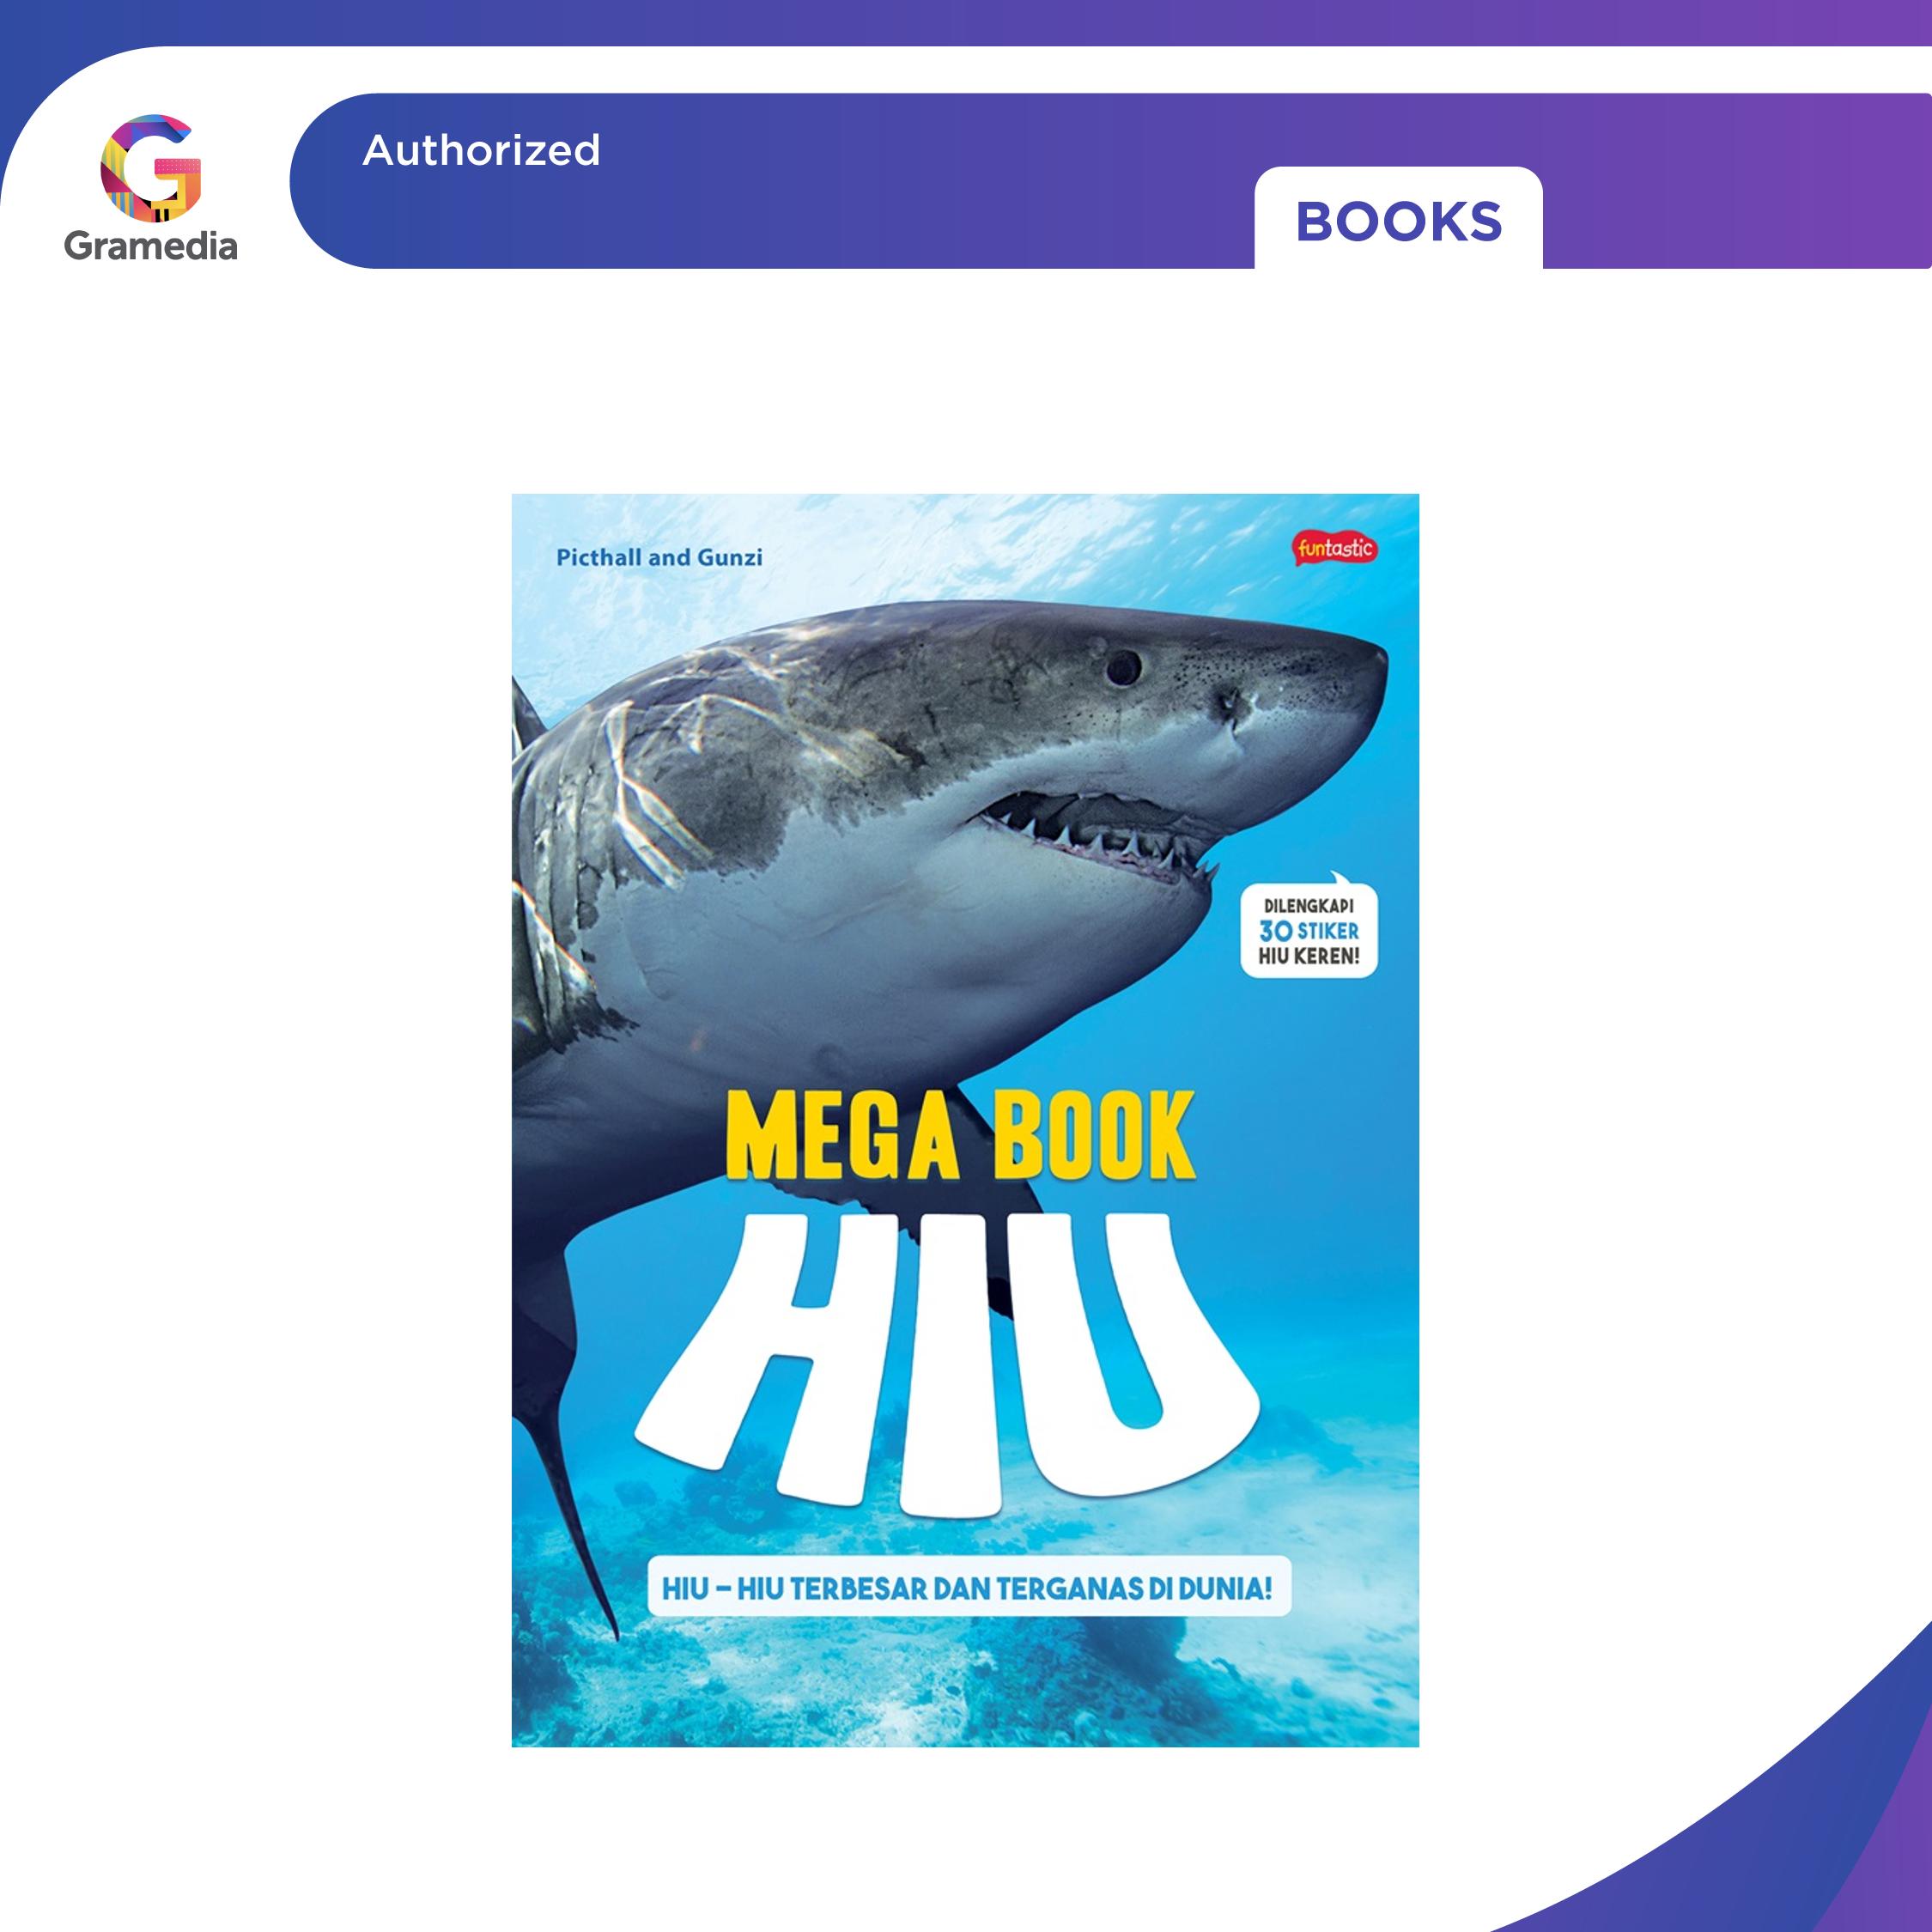 Gramedia
Authorized
BOOKS
Picthall and Gunzi
funtastic
DILENGKAPI
30 STIKER
HIU KEREN!
MEGA BOOK
HIU
HIU – HIU TERBESAR DAN TERGANAS DI DUNIA!